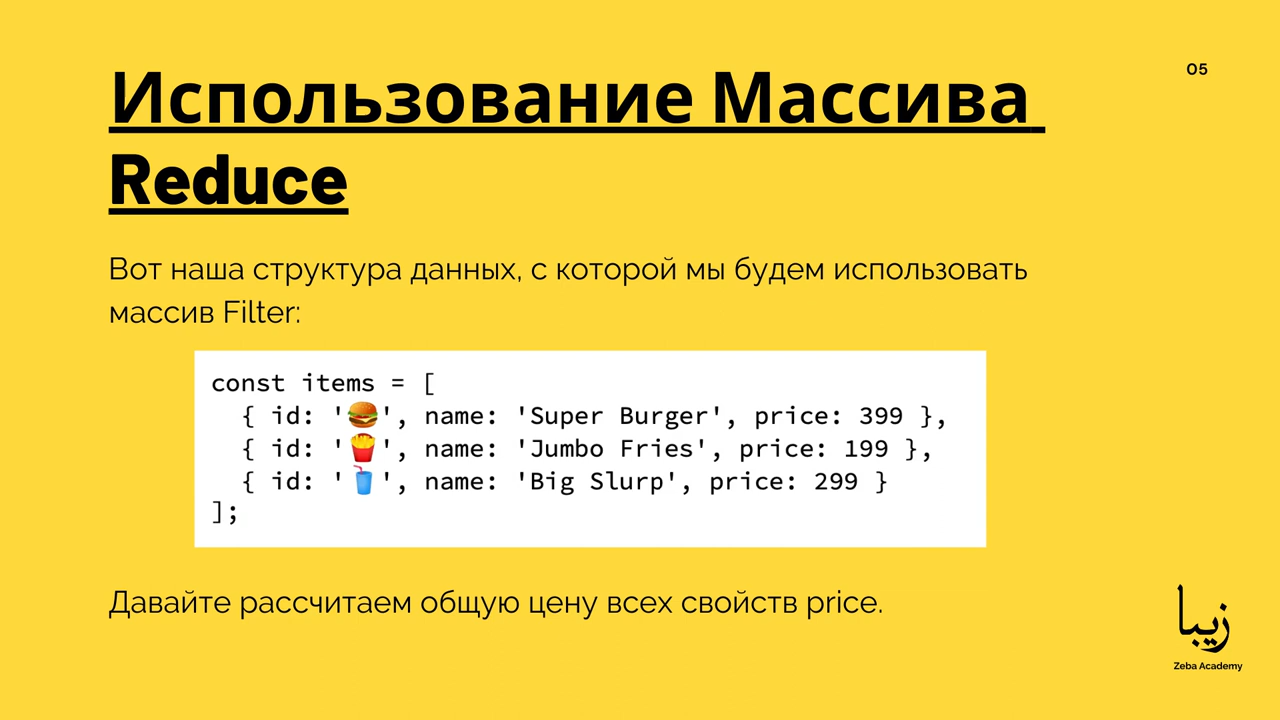 05
Использование Массива
Reduce
Вот наша структура данных, с которой мы будем использовать
массив Filter:
const items = [
{ id: '🍔', name: 'Super Burger', price: 399 },
{ id: '🍟', name: 'Jumbo Fries', price: 199 },
{ id: '🥤', name: 'Big Slurp', price: 299 }
];
Давайте рассчитаем общую цену всех свойств price.
زيبا
Zeba Academy